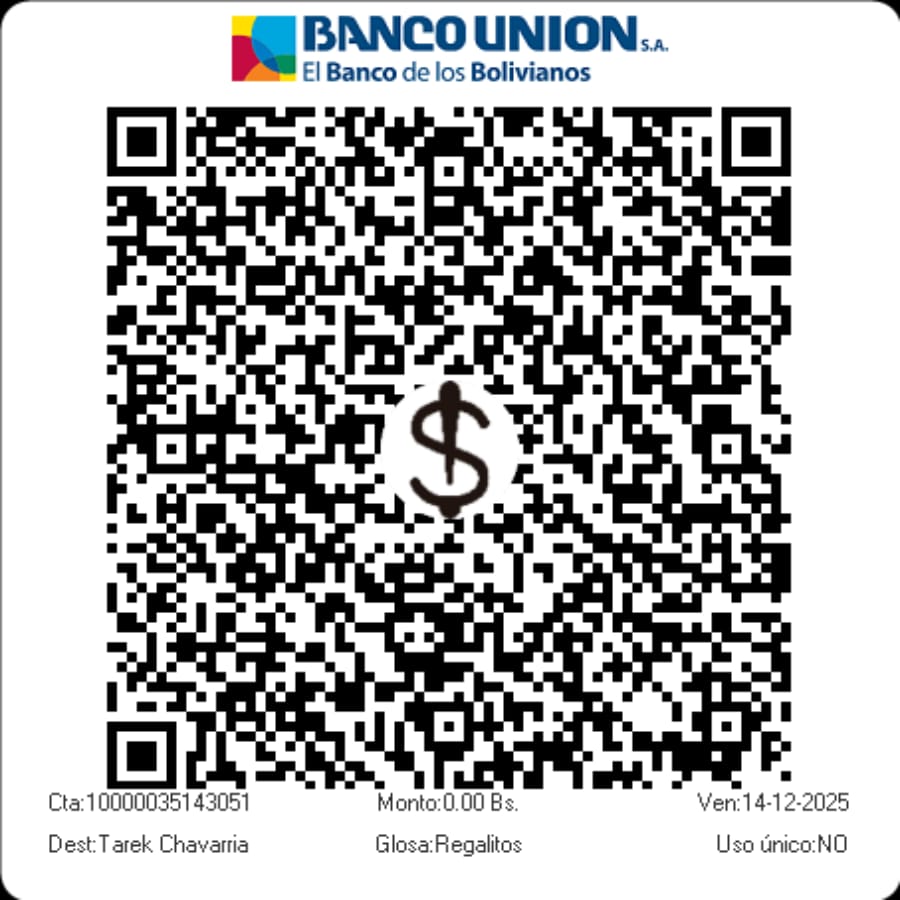 BANCO UNION S.A.
El Banco de los Bolivianos
$
Cta:10000035143051 Monto:0.00 Bs. Ven:14-12-2025
Dest:Tarek Chavarria Glosa:Regalitos Uso único:NO